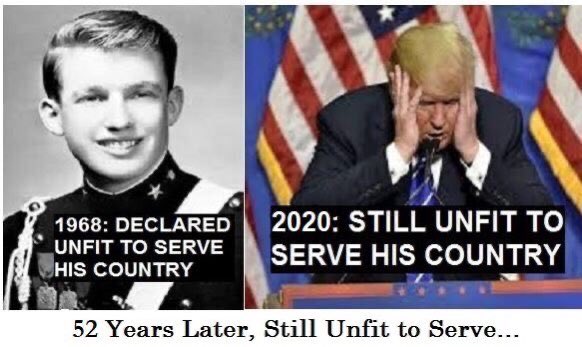 1968: DECLARED
UNFIT TO SERVE
HIS COUNTRY
2020: STILL UNFIT TO
SERVE HIS COUNTRY
52 Years Later, Still Unfit to Serve...